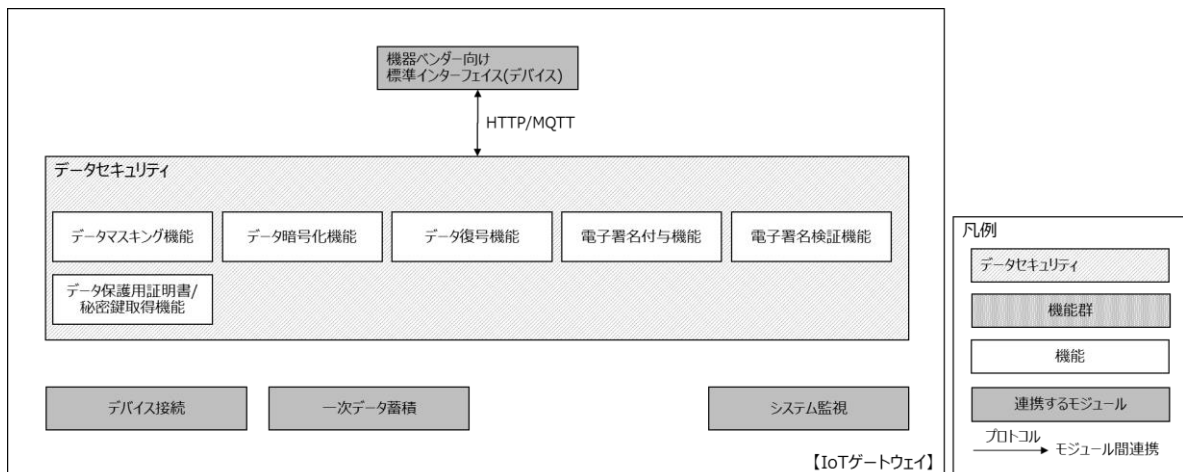 機器ベンダー向け
標準インターフェイス(デバイス)
HTTP/MQTT
データセキュリティ
データマスキング機能
データ暗号化機能
データ復号機能
電子署名付与機能
電子署名検証機能
データ保護用証明書/
秘密鍵取得機能
デバイス接続
一次データ蓄積
システム監視
【IoTゲートウェイ】
凡例
データセキュリティ
機能群
機能
連携するモジュール
プロトコル
モジュール間連携